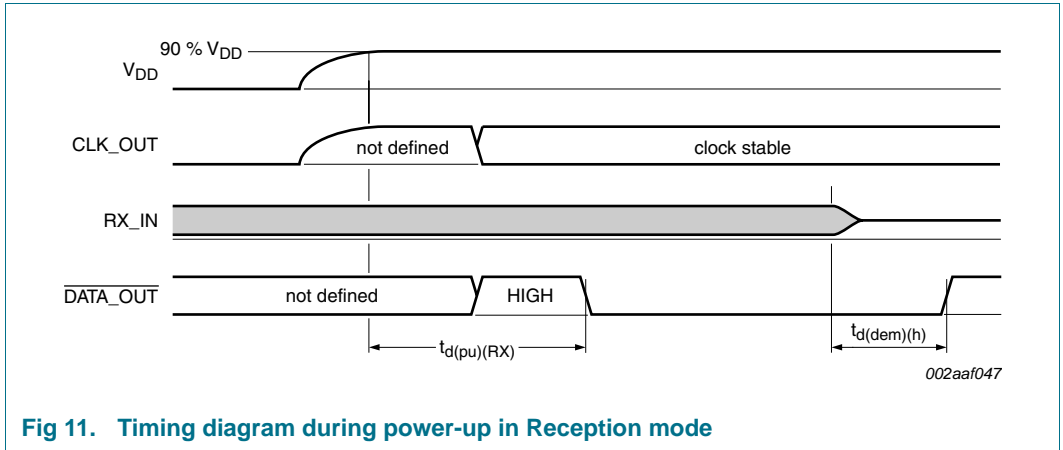 90 % VDD
VDD
CLK_OUT
not defined
clock stable
RX_IN
DATA_OUT
not defined
HIGH
td(pu)(RX)
td(dem)(h)
002aaf047
Fig 11. Timing diagram during power-up in Reception mode